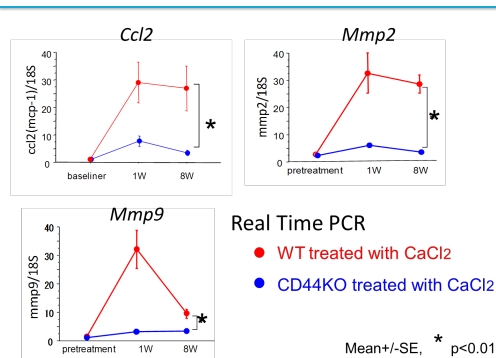 Ccl2
Mmp2
ccl2(mcp-1)/18S
40
30
20
10
0
*
baseliner 1W 8W
mmp2/18S
40
30
20
10
0
*
pretreatment 1W 8W
Mmp9
mmp9/18S
40
30
20
10
0
*
pretreatment 1W 8W
Real Time PCR
WT treated with CaCl2
CD44KO treated with CaCl2
Mean+/-SE, * p<0.01